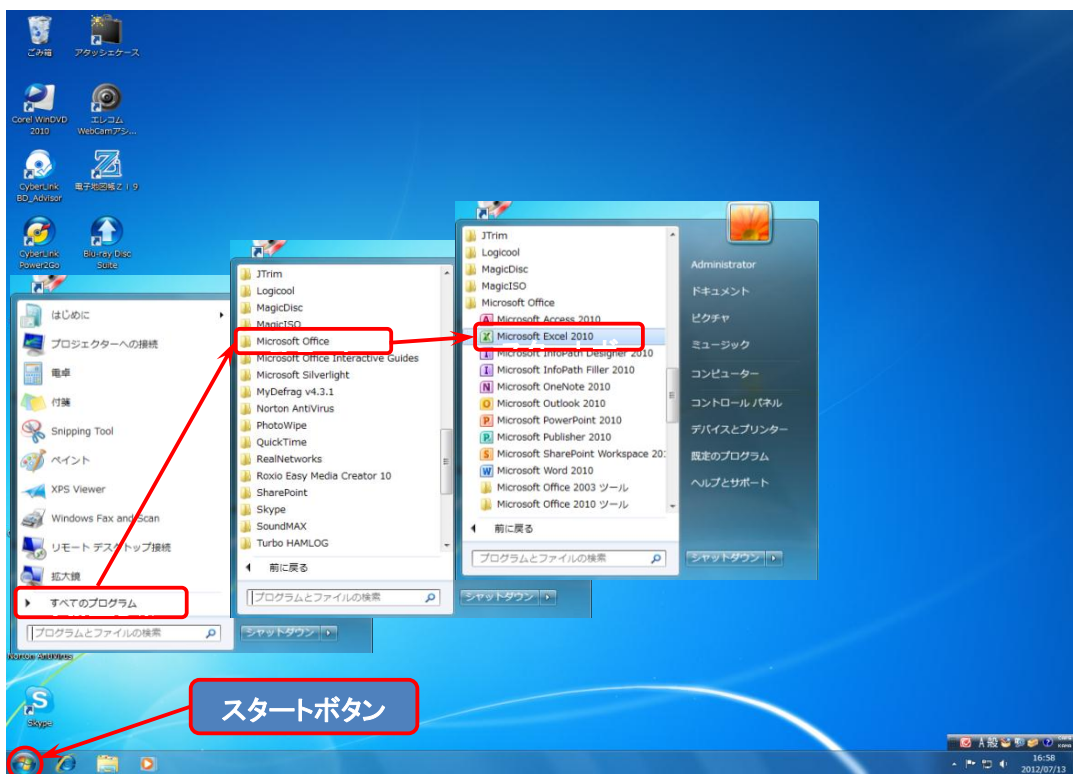 ごみ箱
アタッシェケース
Corel WinDVD
2010
エレコム
WebCamアシ...
CyberLink
BD_Advisor
電子地図帳Z19
CyberLink
Power2Go
Blu-ray Disc
Suite
はじめに
プロジェクターへの接続
電卓
付箋
Snipping Tool
ペイント
XPS Viewer
Windows Fax and Scan
リモート デスクトップ接続
拡大鏡
すべてのプログラム
プログラムとファイルの検索
シャットダウン
JTrim
Logicool
MagicDisc
MagicISO
Microsoft Office
Microsoft Office Interactive Guides
Microsoft Silverlight
MyDefrag v4.3.1
Norton AntiVirus
PhotoWipe
QuickTime
RealNetworks
Roxio Easy Media Creator 10
SharePoint
Skype
SoundMAX
Turbo HAMLOG
前に戻る
プログラムとファイルの検索
シャットダウン
JTrim
Logicool
MagicDisc
MagicISO
Microsoft Office
Microsoft Access 2010
Microsoft Excel 2010
Microsoft InfoPath Designer 2010
Microsoft InfoPath Filler 2010
Microsoft OneNote 2010
Microsoft Outlook 2010
Microsoft PowerPoint 2010
Microsoft Publisher 2010
Microsoft SharePoint Workspace 20
Microsoft Word 2010
Microsoft Office 2003 ツール
Microsoft Office 2010 ツール
前に戻る
プログラムとファイルの検索
Administrator
ドキュメント
ピクチャ
ミュージック
コンピューター
コントロール パネル
デバイスとプリンター
既定のプログラム
ヘルプとサポート
シャットダウン
Norton AntiVirus
Skype
スタートボタン
A 般
CAPS
KANA
16:58
2012/07/13